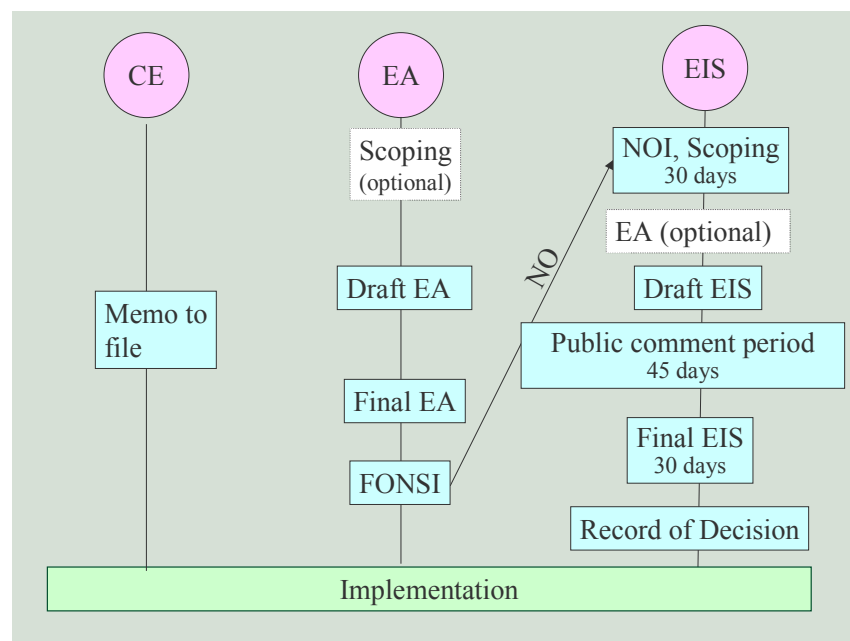 CE
EA
EIS
Scoping
(optional)
NOI, Scoping
30 days
EA (optional)
NO
Draft EA
Draft EIS
Memo to
file
Public comment period
45 days
Final EA
Final EIS
30 days
FONSI
Record of Decision
Implementation